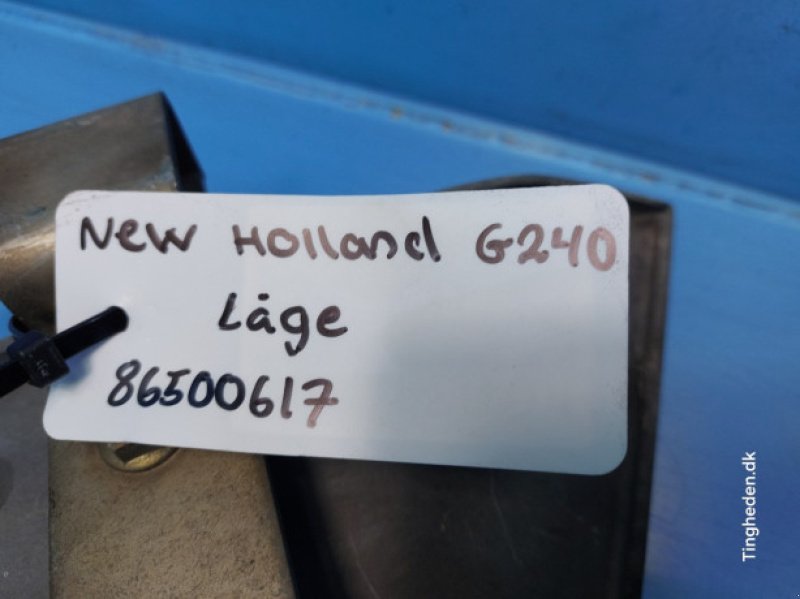 New Holland G240
Låge
86500617
Tingheden.dk